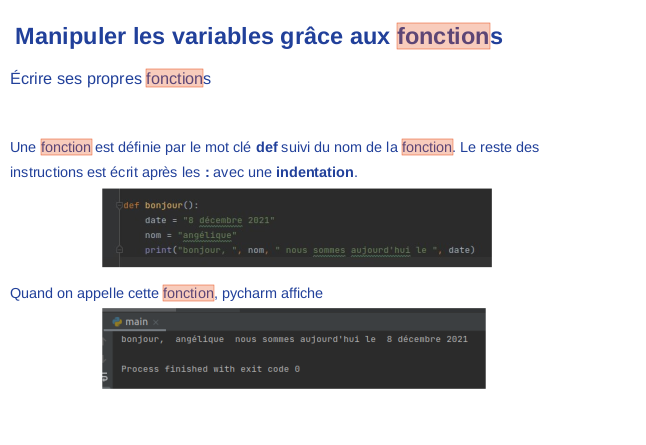 Manipuler les variables grâce aux fonctions
Écrire ses propres fonctions
Une fonction est définie par le mot clé def suivi du nom de la fonction. Le reste des
instructions est écrit après les : avec une indentation.
def bonjour():
date = "8 décembre 2021"
nom = "angélique"
print("bonjour, ", nom, " nous sommes aujourd'hui le ", date)
Quand on appelle cette fonction, pycharm affiche
main ×
bonjour,  angélique  nous sommes aujourd'hui le  8 décembre 2021
Process finished with exit code 0